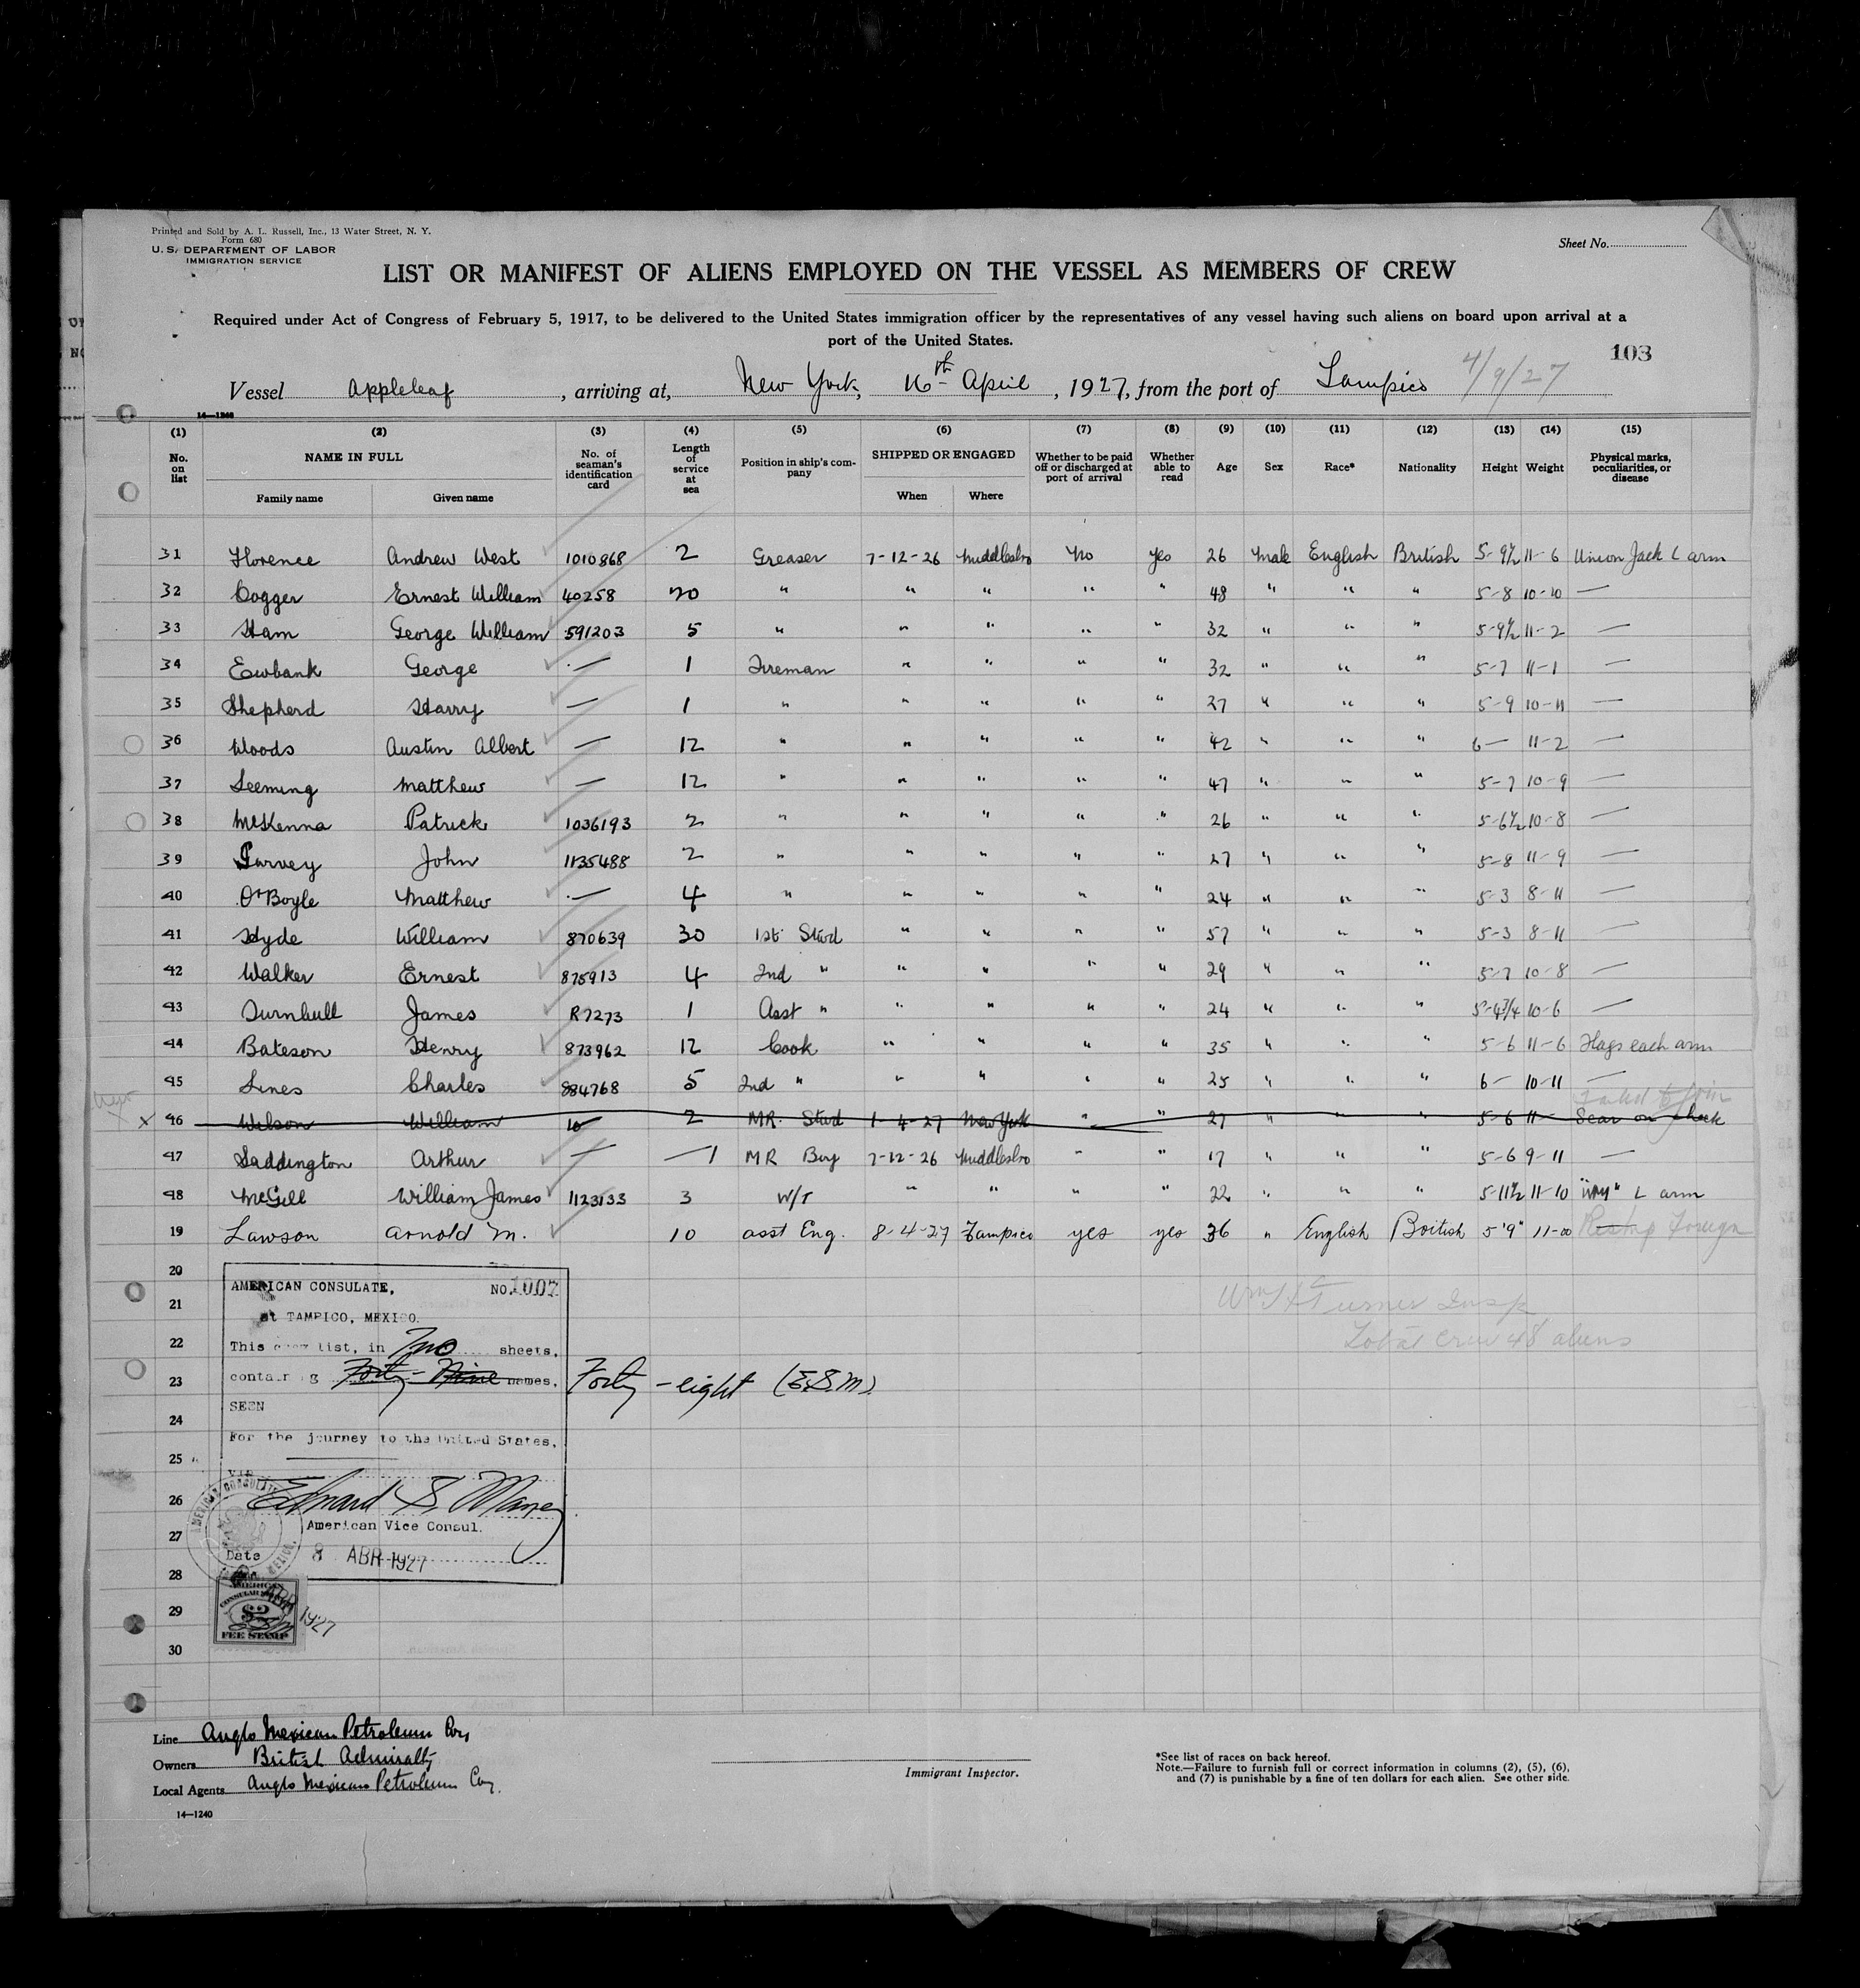 Printed and Sold by A. L. Russell, Inc., 13 Water Street, N. Y.
Form 680
U. S. DEPARTMENT OF LABOR
IMMIGRATION SERVICE
Sheet No.
LIST OR MANIFEST OF ALIENS EMPLOYED ON THE VESSEL AS MEMBERS OF CREW
Required under Act of Congress of February 5, 1917, to be delivered to the United States immigration officer by the representatives of any vessel having such aliens on board upon arrival at a
port of the United States.
103
Vessel Appleleaf, arriving at, New York, 16th April, 1927, from the port of Tampico 4/9/27
(1) (2) (3) (4) (5) (6) (7) (8) (9) (10) (11) (12) (13) (14) (15)
No. on list NAME IN FULL Family name Given name No. of seaman's identification card Length of service at sea Position in ship's company SHIPPED OR ENGAGED When Where Whether to be paid off or discharged at port of arrival Whether able to read Age Sex Race* Nationality Height Weight Physical marks, peculiarities, or disease
31 Florence Andrew West 1010868 2 Greaser 7-12-26 Middlesbro No Yes 26 Male English British 5-9½ 11-6 Union Jack L arm
32 Cogger Ernest William 40258 20 " " " " " 48 " " " 5-8 10-10 —
33 Ham George William 591203 5 " " " " " 32 " " " 5-9½ 11-2 —
34 Ewbank George — 1 Fireman " " " " 32 " " " 5-7 11-1 —
35 Shepherd Harry — 1 " " " " " 27 " " " 5-9 10-11 —
36 Woods Austin Albert — 12 " " " " " 42 " " " 6— 11-2 —
37 Leeming Matthew — 12 " " " " " 47 " " " 5-7 10-9 —
38 McKenna Patrick 1036193 2 " " " " " 26 " " " 5-6½ 10-8 —
39 Garvey John 1135488 2 " " " " " 27 " " " 5-8 11-9 —
40 O'Boyle Matthew — 4 " " " " " 24 " " " 5-3 8-11 —
41 Hyde William 870639 30 1st Stwd " " " " 57 " " " 5-3 8-11 —
42 Walker Ernest 875913 4 2nd " " " " " 29 " " " 5-7 10-8 —
43 Turnbull James R7273 1 Asst " " " " " 24 " " " 5-4¾ 10-6 —
44 Bateson Henry 873962 12 Cook " " " " 35 " " " 5-6 11-6 Flags each arm
45 Lines Charles 884768 5 2nd " " " " " 25 " " " 6— 10-11 —
Failed to join
x 46 Wilson William 2 MR. Stwd 1-4-27 New York " " 27 " " " 5-6 11— Scar on cheek
47 Saddington Arthur — 1 MR Boy 7-12-26 Middlesbro " " 17 " " " 5-6 9-11 —
48 McGill William James 1123133 3 W/T " " " " 22 " " " 5-11½ 11-10 L arm
19 Lawson Arnold M. 10 asst Eng. 8-4-27 Tampico yes yes 36 " English British 5'9" 11-00 Foreign
20
21
22
23
24
25
26
27
28
29
30
AMERICAN CONSULATE, NO. 1007
at TAMPICO, MEXICO.
This crew list, in Two sheets,
containing Forty-Nine names, Forty-eight (E.S.M)
SEEN
For the journey to the United States,
via
Edward S. Maney
American Vice Consul.
Date 8 ABR 1927
AMERICAN CONSULATE MEXICO
AMERICAN CONSULAR $2 FEE STAMP 1927
Wm H Turner Insp
Total crew 48 aliens
Line Anglo Mexican Petroleum Coy
Owners British Admiralty
Local Agents Anglo Mexican Petroleum Coy.
14—1240
Immigrant Inspector.
*See list of races on back hereof.
Note.—Failure to furnish full or correct information in columns (2), (5), (6),
and (7) is punishable by a fine of ten dollars for each alien. See other side.